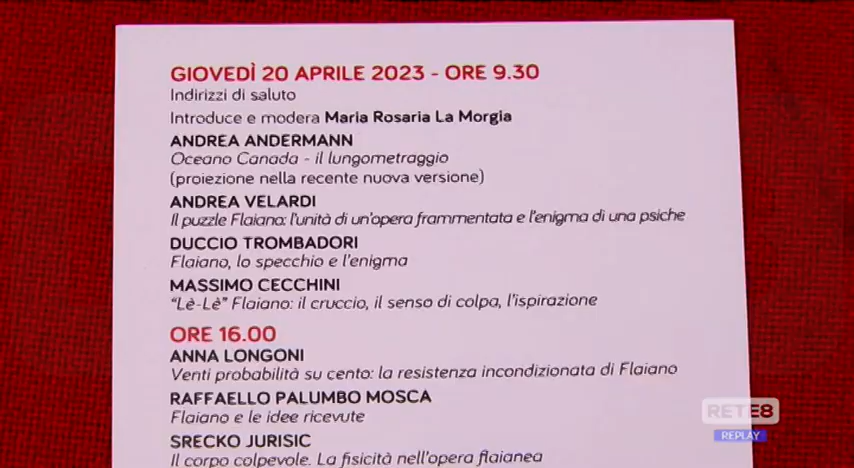 GIOVEDÌ 20 APRILE 2023 - ORE 9.30
Indirizzi di saluto
Introduce e modera Maria Rosaria La Morgia
ANDREA ANDERMANN
Oceano Canada - il lungometraggio
(proiezione nella recente nuova versione)
ANDREA VELARDI
Il puzzle Flaiano: l'unità di un'opera frammentata e l'enigma di una psiche
DUCCIO TROMBADORI
Flaiano, lo specchio e l'enigma
MASSIMO CECCHINI
“Lè-Lè” Flaiano: il cruccio, il senso di colpa, l'ispirazione
ORE 16.00
ANNA LONGONI
Venti probabilità su cento: la resistenza incondizionata di Flaiano
RAFFAELLO PALUMBO MOSCA
Flaiano e le idee ricevute
SRECKO JURISIC
Il corpo colpevole. La fisicità nell'opera flaianea
RETE8
REPLAY